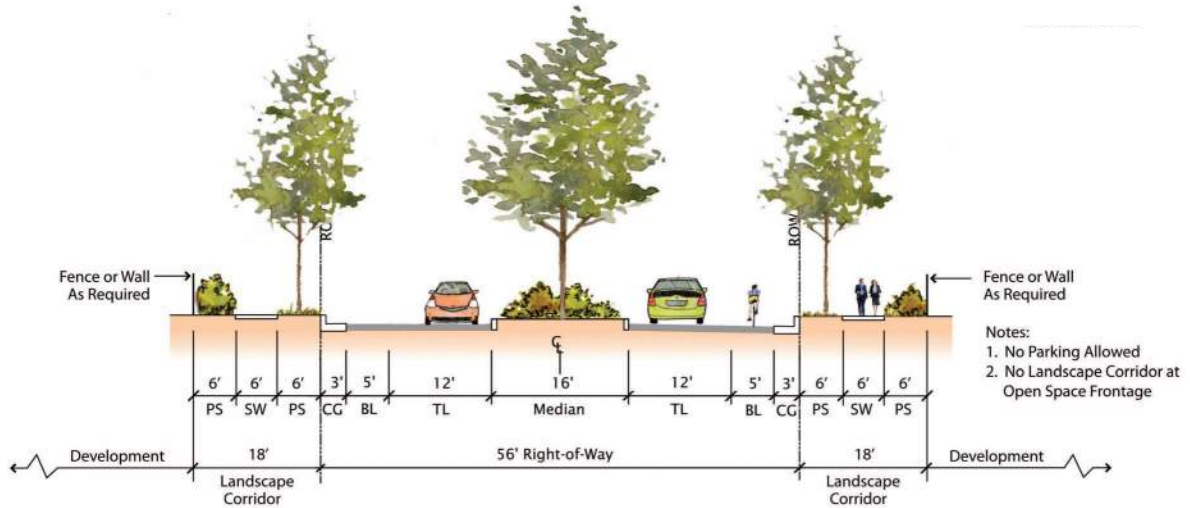 ROW
Fence or Wall
As Required
Fence or Wall
As Required
Notes:
1. No Parking Allowed
2. No Landscape Corridor at
Open Space Frontage
℄
6' 6' 6' 3' 5' 12' 16' 12' 5' 3' 6' 6' 6'
PS SW PS CG BL TL Median TL BL CG PS SW PS
Development 18' 56' Right-of-Way 18' Development
Landscape
Corridor
Landscape
Corridor